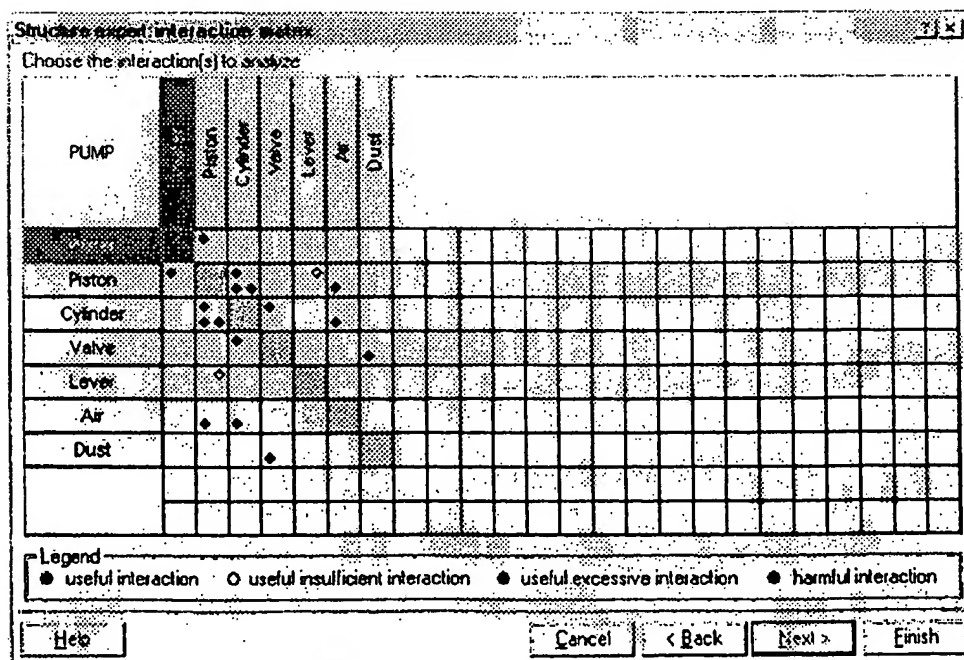 Structure expert: interaction matrix
Choose the interaction(s) to analyze
PUMP
Piston
Cylinder
Valve
Lever
Air
Dust
Piston
Cylinder
Valve
Lever
Air
Dust
Legend
useful interaction
useful insufficient interaction
useful excessive interaction
harmful interaction
Help
Cancel
< Back
Next >
Finish